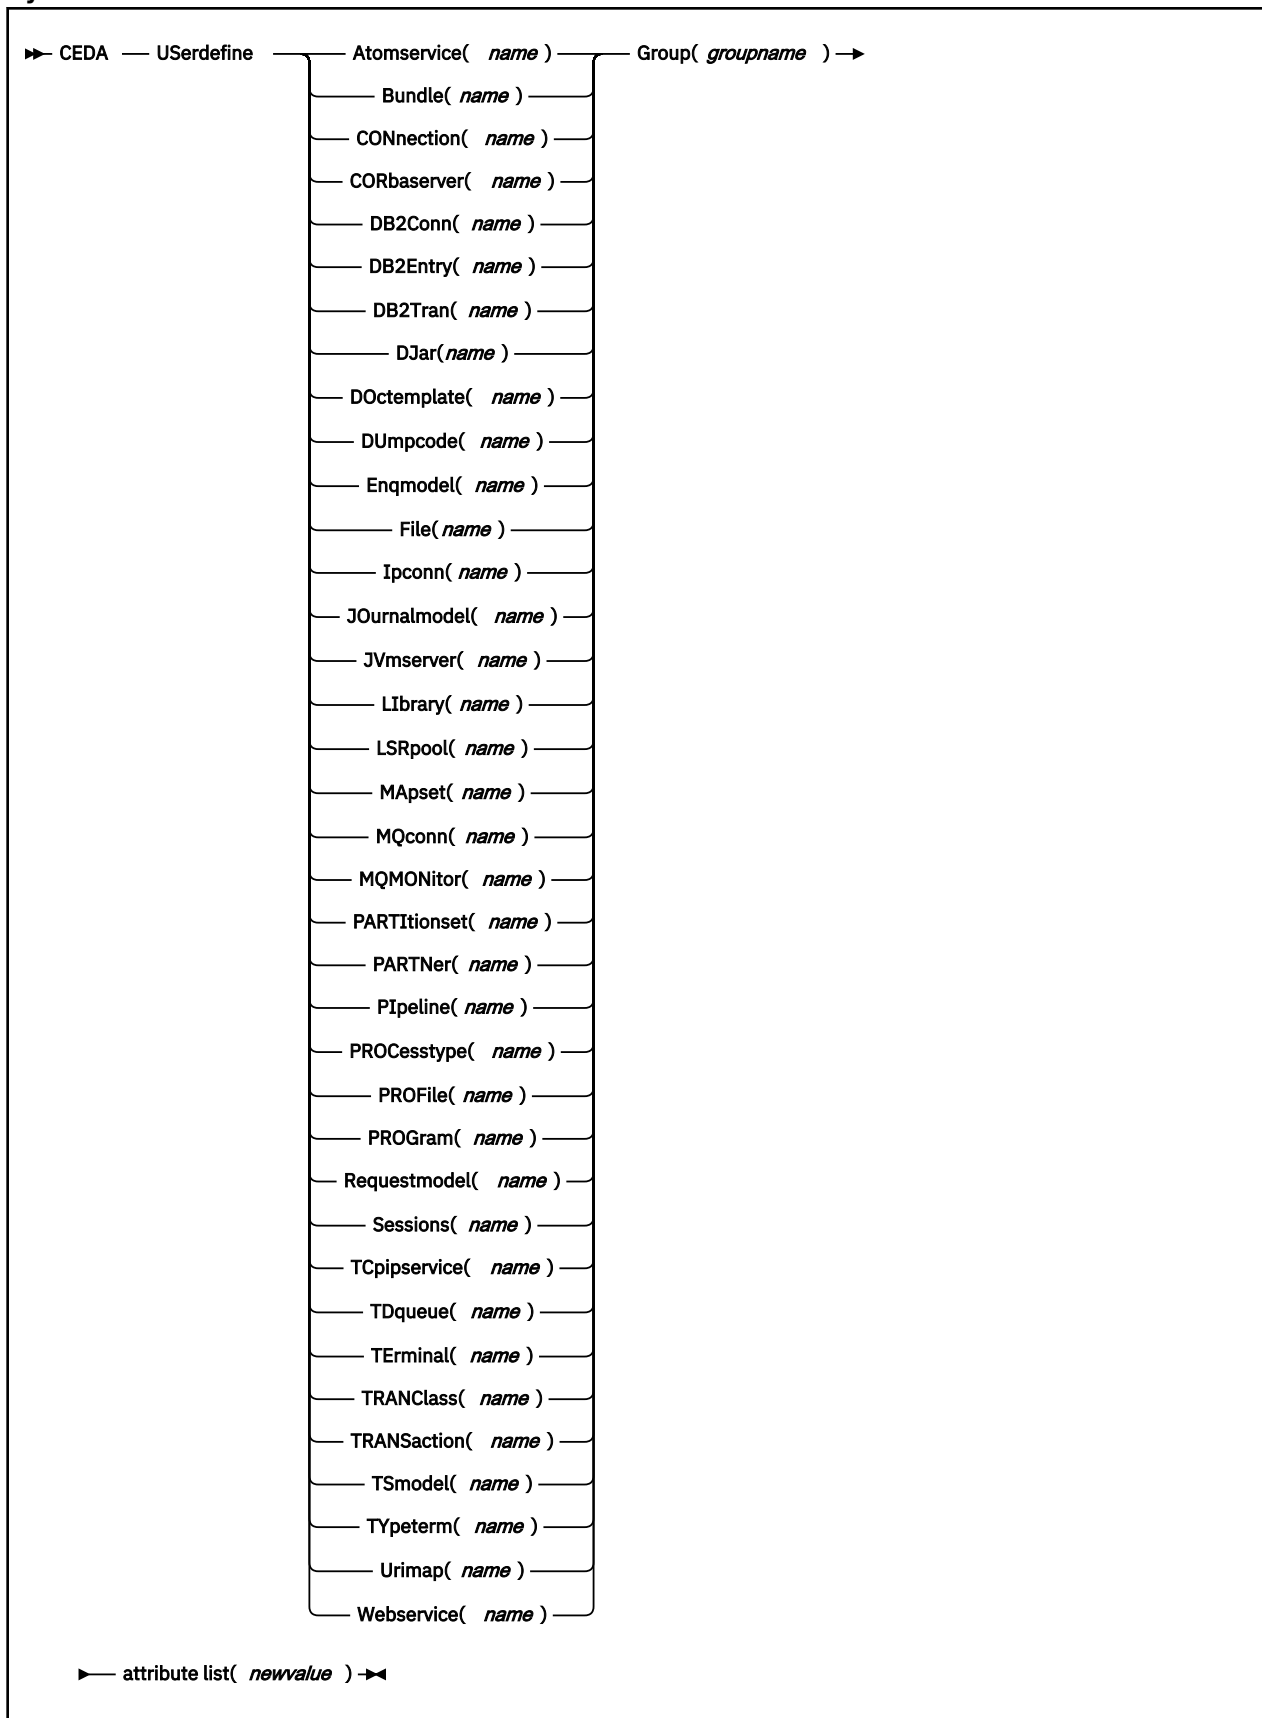 CEDA USerdefine Atomservice( name ) Group( groupname )
Bundle( name )
CONnection( name )
CORbaserver( name )
DB2Conn( name )
DB2Entry( name )
DB2Tran( name )
DJar(name )
DOctemplate( name )
DUmpcode( name )
Enqmodel( name )
File( name )
Ipconn( name )
JOurnalmodel( name )
JVmserver( name )
LIbrary( name )
LSRpool( name )
MApset( name )
MQconn( name )
MQMONitor( name )
PARTItionset( name )
PARTNer( name )
PIpeline( name )
PROCesstype( name )
PROFile( name )
PROGram( name )
Requestmodel( name )
Sessions( name )
TCpipservice( name )
TDqueue( name )
TErminal( name )
TRANClass( name )
TRANSaction( name )
TSmodel( name )
TYpeterm( name )
Urimap( name )
Webservice( name )
attribute list( newvalue )